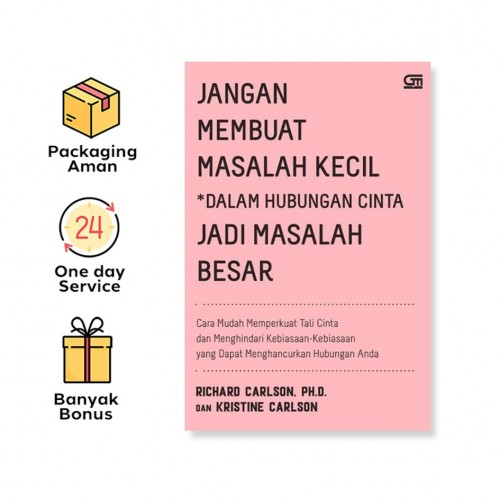 Packaging
Aman
24
One day
Service
Banyak
Bonus
GM
JANGAN
MEMBUAT
MASALAH KECIL
*DALAM HUBUNGAN CINTA
JADI MASALAH
BESAR
Cara Mudah Memperkuat Tali Cinta
dan Menghindari Kebiasaan-Kebiasaan
yang Dapat Menghancurkan Hubungan Anda
RICHARD CARLSON, PH.D.
DAN KRISTINE CARLSON